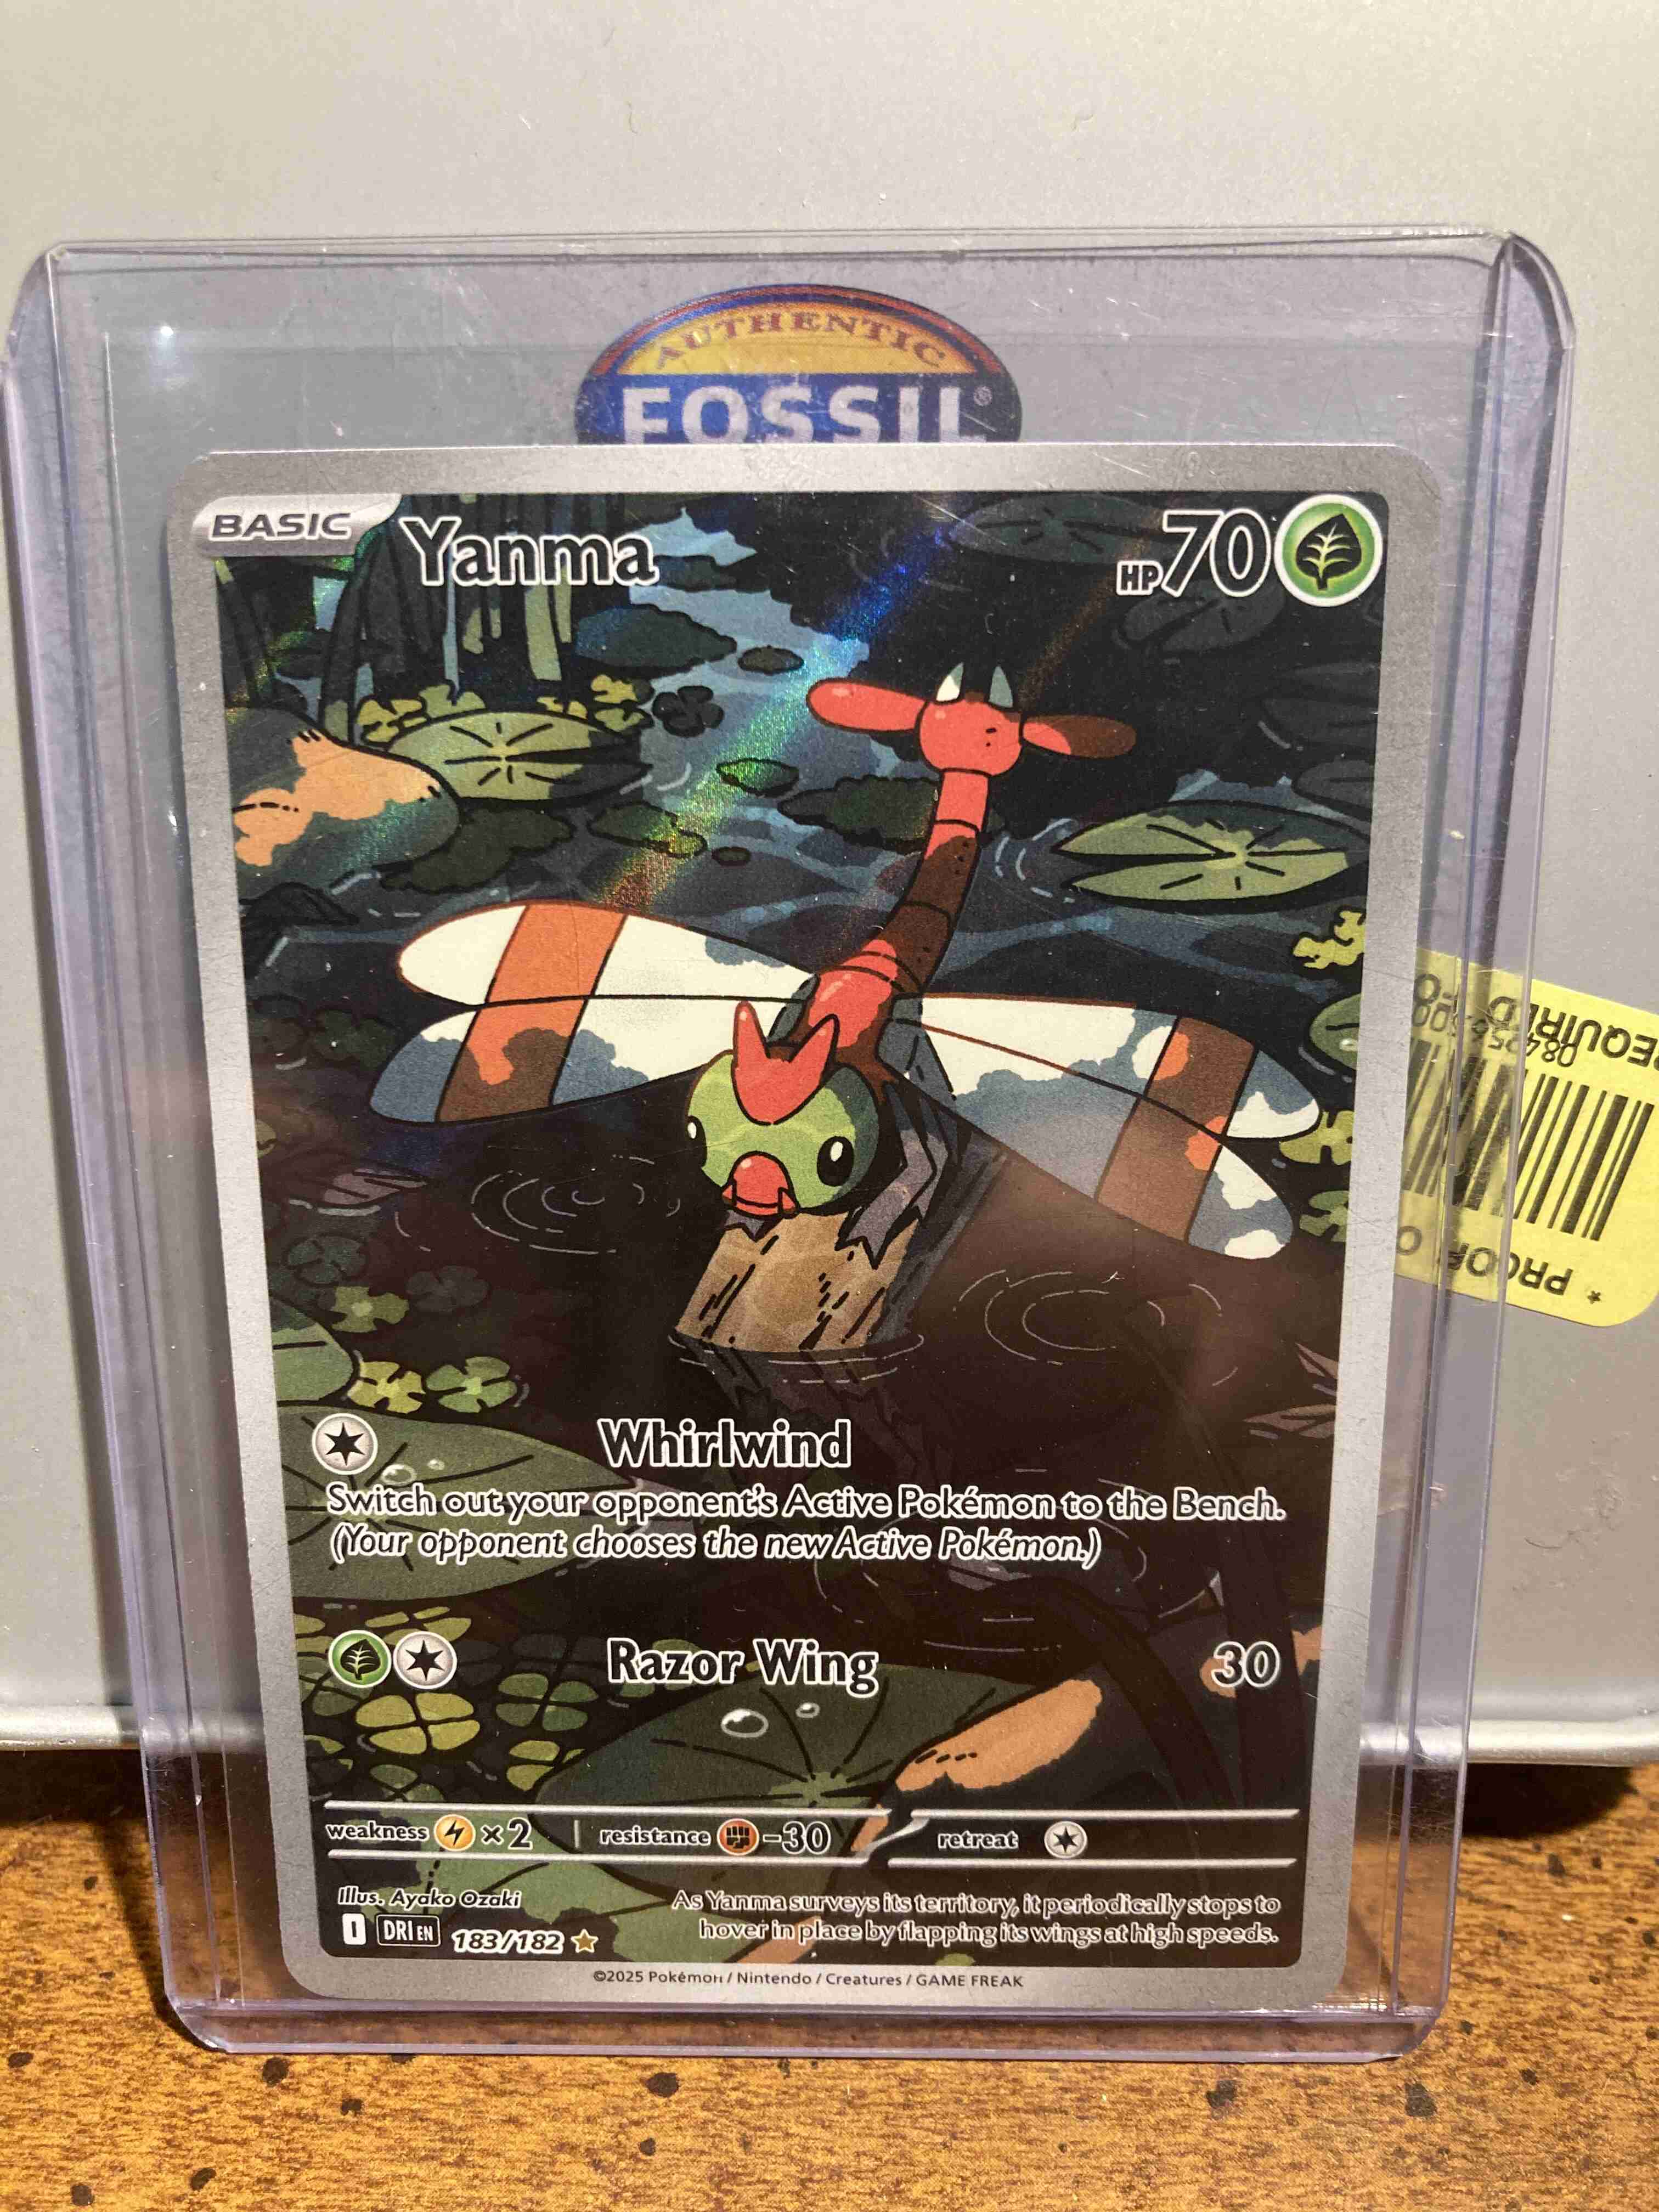 AUTHENTIC
FOSSIL®
BASIC
Yanma
HP 70
Whirlwind
Switch out your opponent's Active Pokémon to the Bench.
(Your opponent chooses the new Active Pokémon.)
Razor Wing 30
weakness ×2 resistance -30 retreat
Illus. Ayako Ozaki
As Yanma surveys its territory, it periodically stops to
hover in place by flapping its wings at high speeds.
I DRI EN 183/182
©2025 Pokémon / Nintendo / Creatures / GAME FREAK
* PROOF O